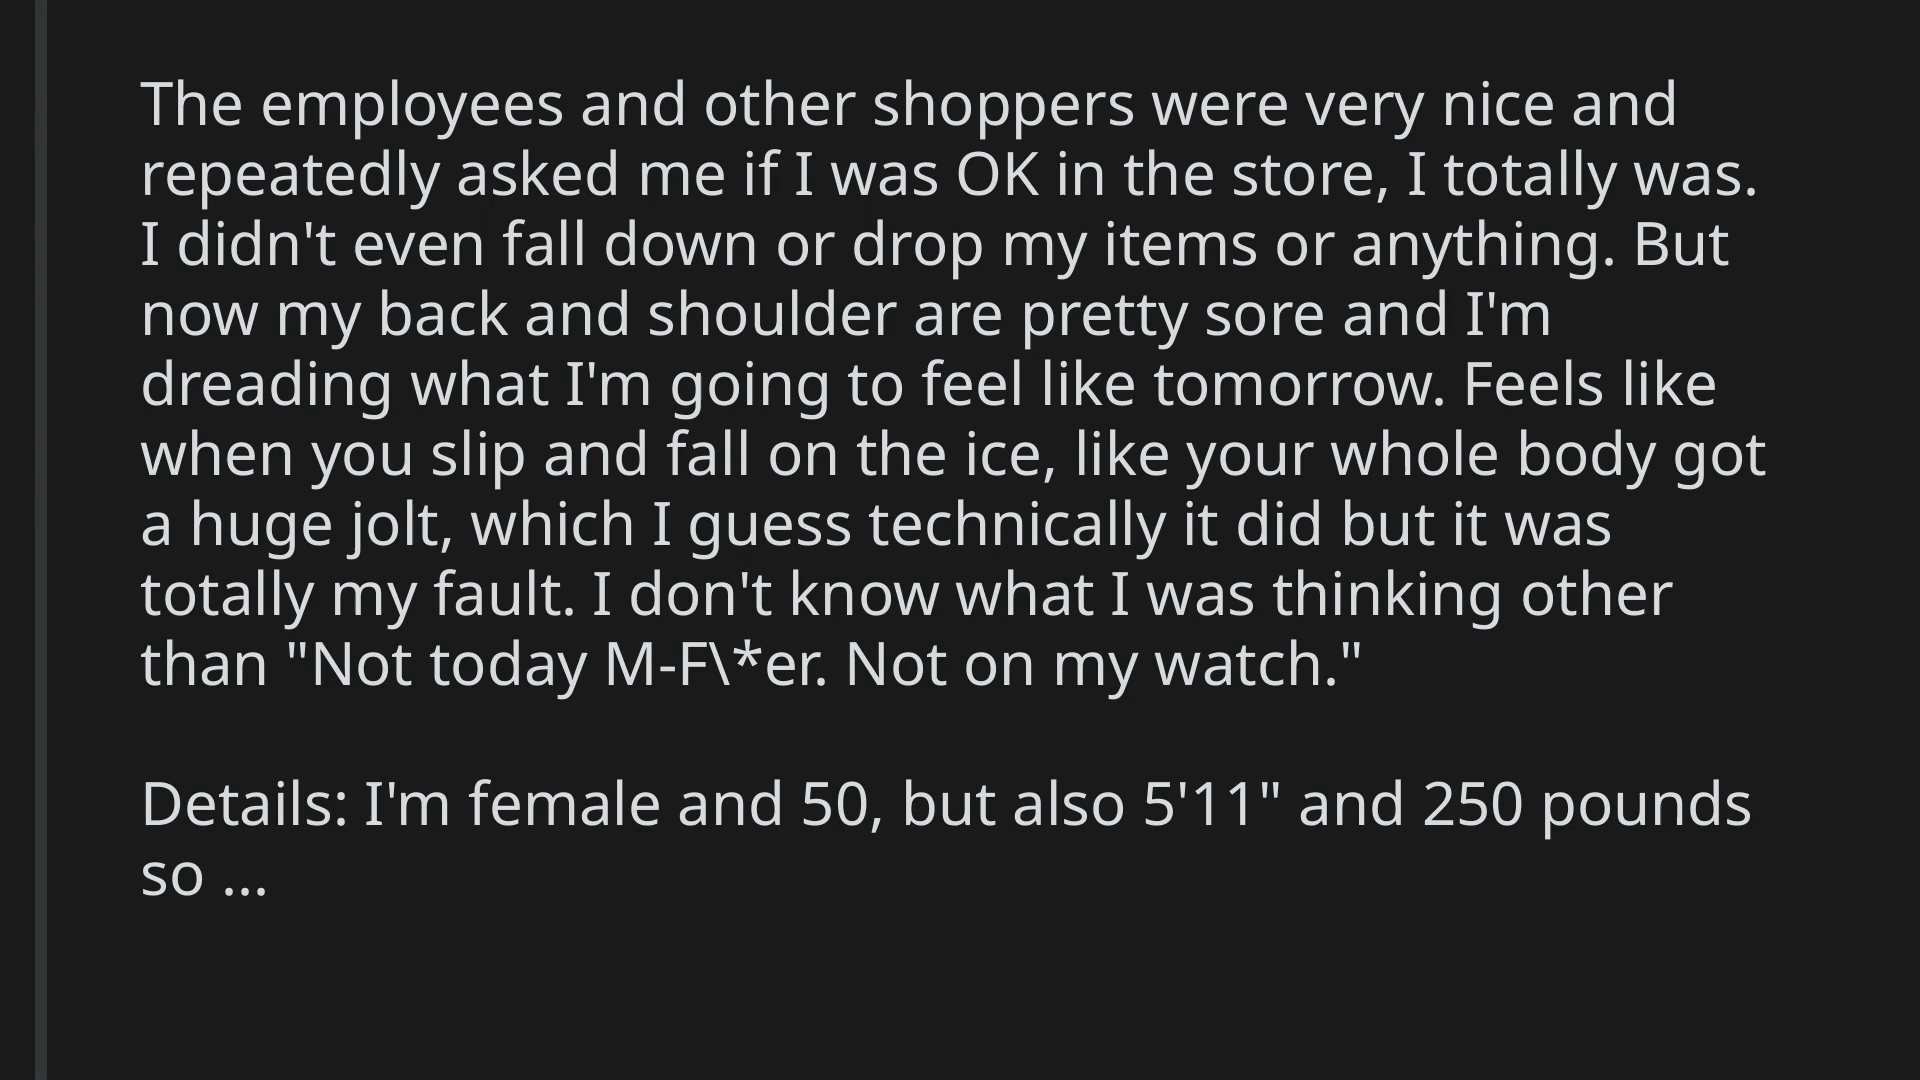 The employees and other shoppers were very nice and
repeatedly asked me if I was OK in the store, I totally was.
I didn't even fall down or drop my items or anything. But
now my back and shoulder are pretty sore and I'm
dreading what I'm going to feel like tomorrow. Feels like
when you slip and fall on the ice, like your whole body got
a huge jolt, which I guess technically it did but it was
totally my fault. I don't know what I was thinking other
than "Not today M-F\*er. Not on my watch."
Details: I'm female and 50, but also 5'11" and 250 pounds
so ...